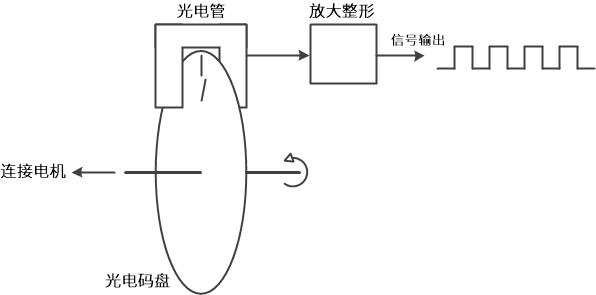 光电管
放大整形
信号输出
连接电机
光电码盘